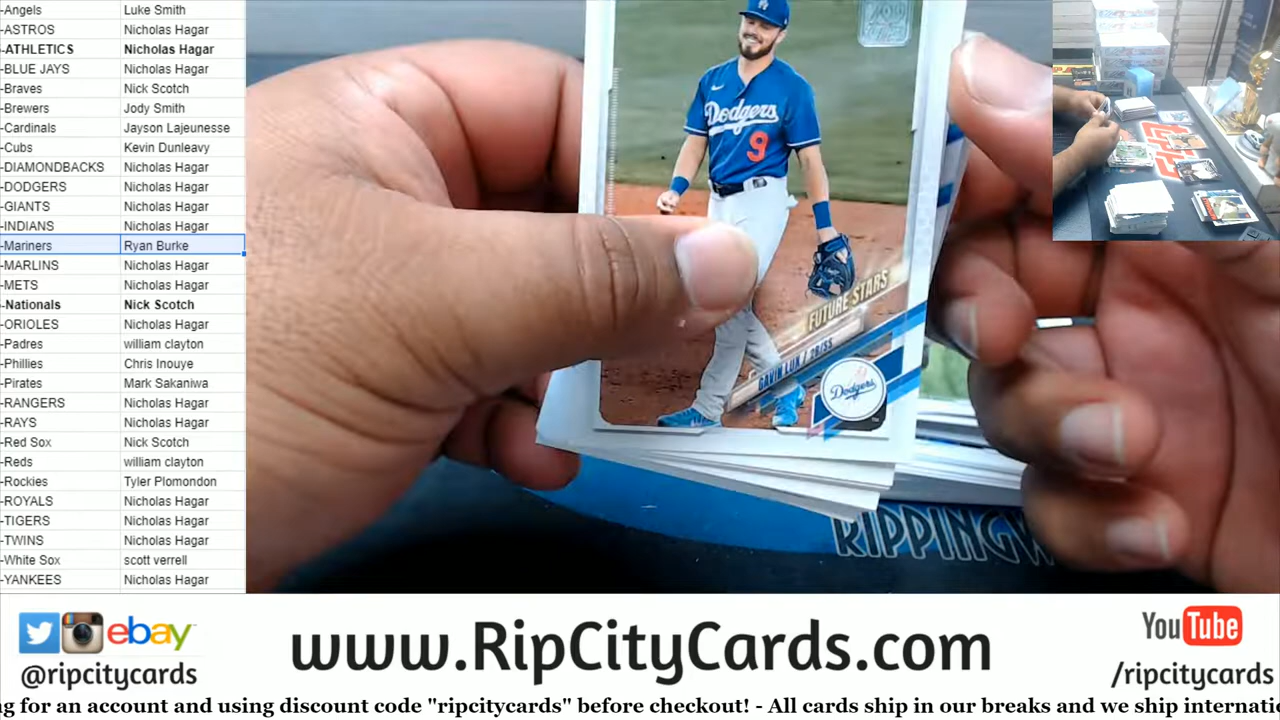 -Angels Luke Smith
-ASTROS Nicholas Hagar
-ATHLETICS Nicholas Hagar
-BLUE JAYS Nicholas Hagar
-Braves Nick Scotch
-Brewers Jody Smith
-Cardinals Jayson Lajeunesse
-Cubs Kevin Dunleavy
-DIAMONDBACKS Nicholas Hagar
-DODGERS Nicholas Hagar
-GIANTS Nicholas Hagar
-INDIANS Nicholas Hagar
-Mariners Ryan Burke
-MARLINS Nicholas Hagar
-METS Nicholas Hagar
-Nationals Nick Scotch
-ORIOLES Nicholas Hagar
-Padres william clayton
-Phillies Chris Inouye
-Pirates Mark Sakaniwa
-RANGERS Nicholas Hagar
-RAYS Nicholas Hagar
-Red Sox Nick Scotch
-Reds william clayton
-Rockies Tyler Plomondon
-ROYALS Nicholas Hagar
-TIGERS Nicholas Hagar
-TWINS Nicholas Hagar
-White Sox scott verrell
-YANKEES Nicholas Hagar
Dodgers
9
FUTURE STARS
GAVIN LUX / 2B/SS
Dodgers
RIPPING
ebay
@ripcitycards
www.RipCityCards.com
YouTube
/ripcitycards
g for an account and using discount code "ripcitycards" before checkout! - All cards ship in our breaks and we ship internatio